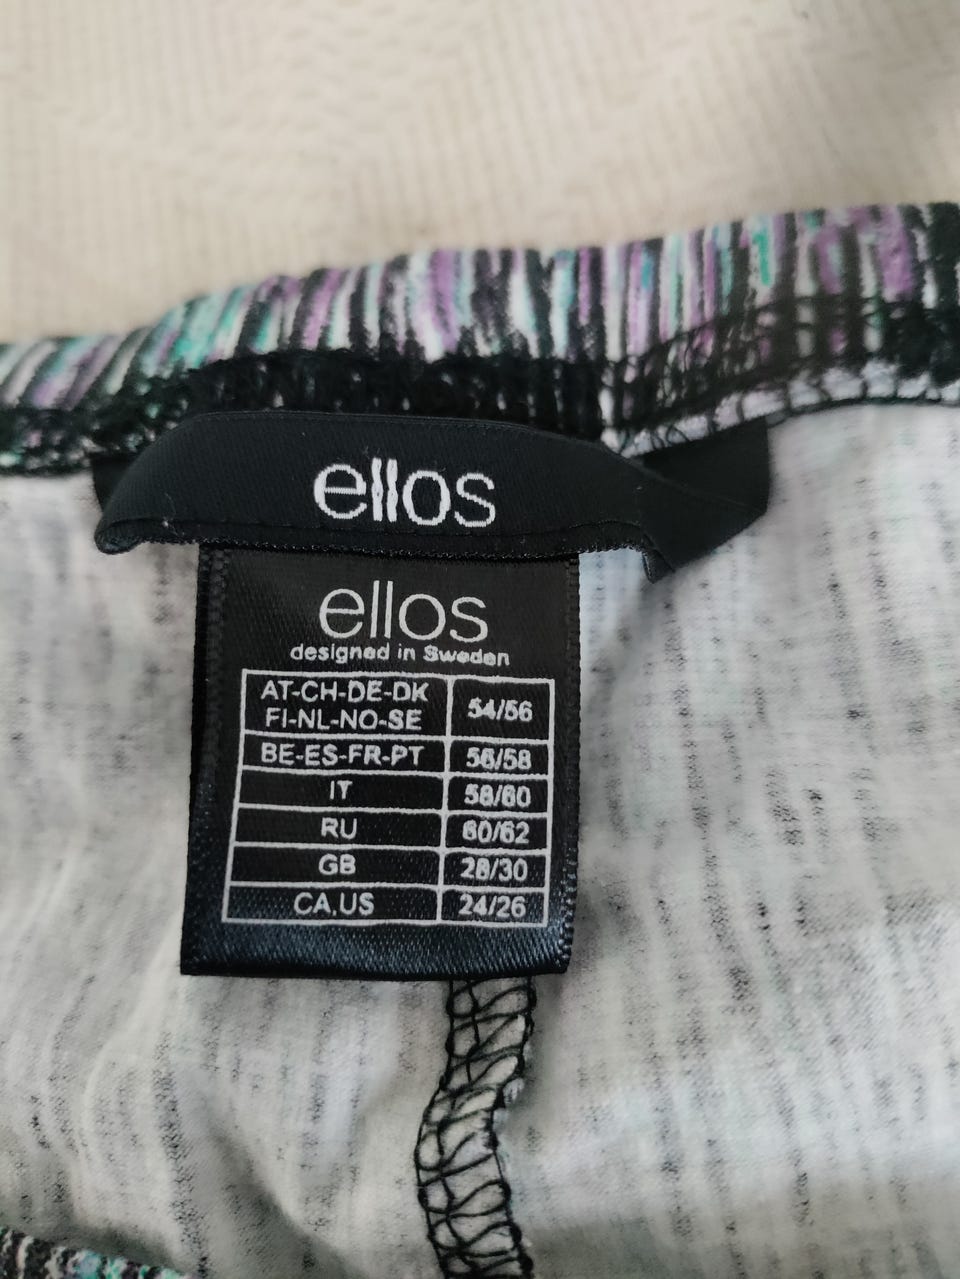 ellos
ellos
designed in Sweden
AT-CH-DE-DK
FI-NL-NO-SE 54/56
BE-ES-FR-PT 56/58
IT 58/60
RU 60/62
GB 28/30
CA.US 24/26